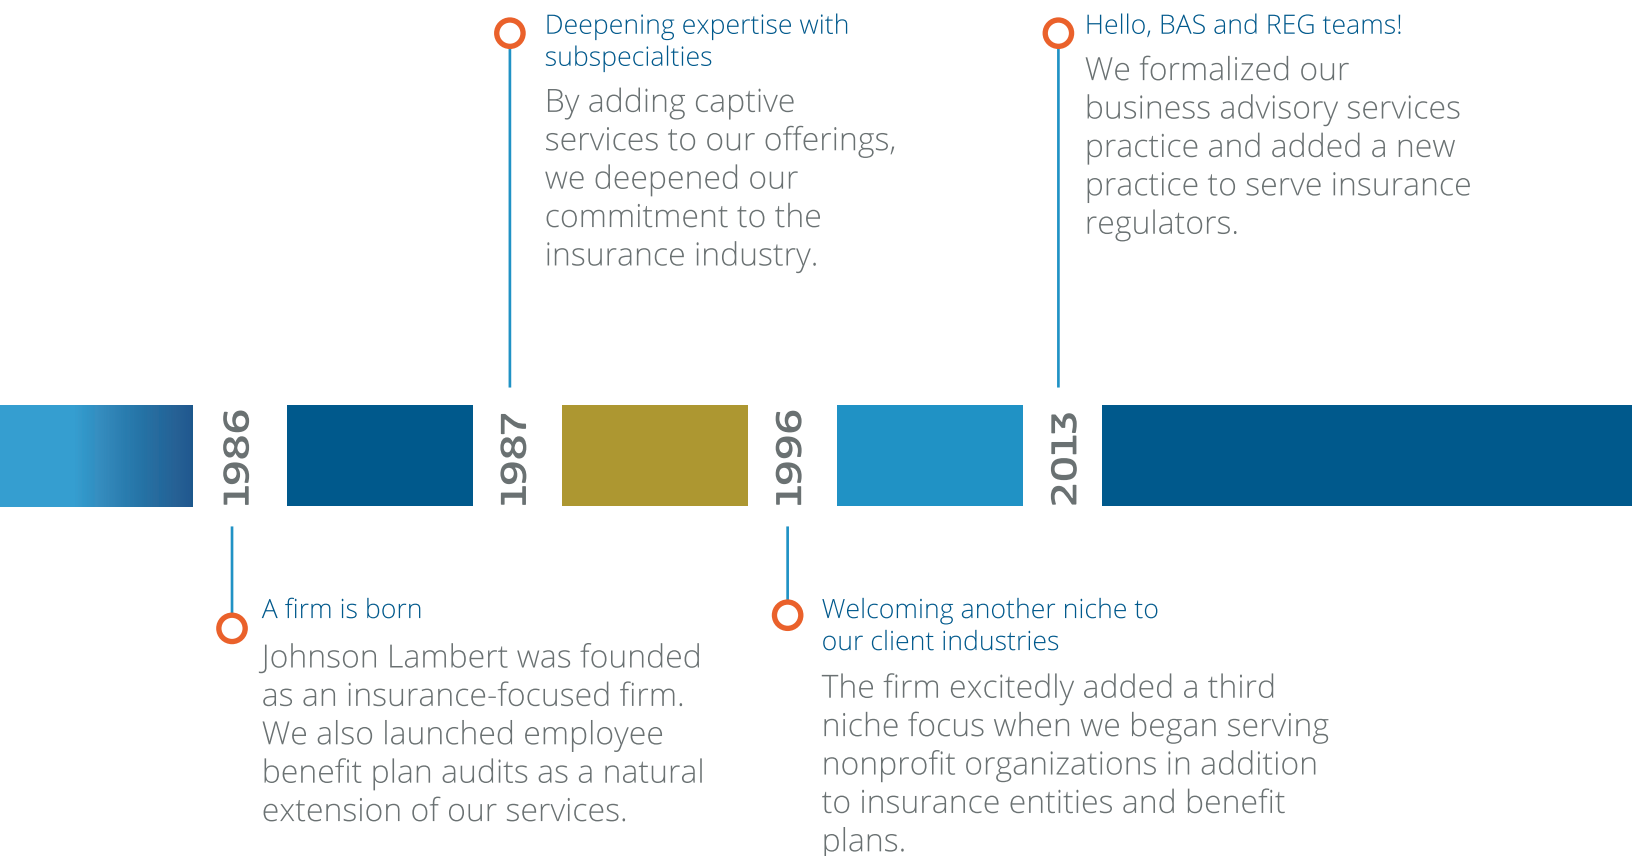 Deepening expertise with
subspecialties
By adding captive
services to our offerings,
we deepened our
commitment to the
insurance industry.
Hello, BAS and REG teams!
We formalized our
business advisory services
practice and added a new
practice to serve insurance
regulators.
1986
1987
1996
2013
A firm is born
Johnson Lambert was founded
as an insurance-focused firm.
We also launched employee
benefit plan audits as a natural
extension of our services.
Welcoming another niche to
our client industries
The firm excitedly added a third
niche focus when we began serving
nonprofit organizations in addition
to insurance entities and benefit
plans.